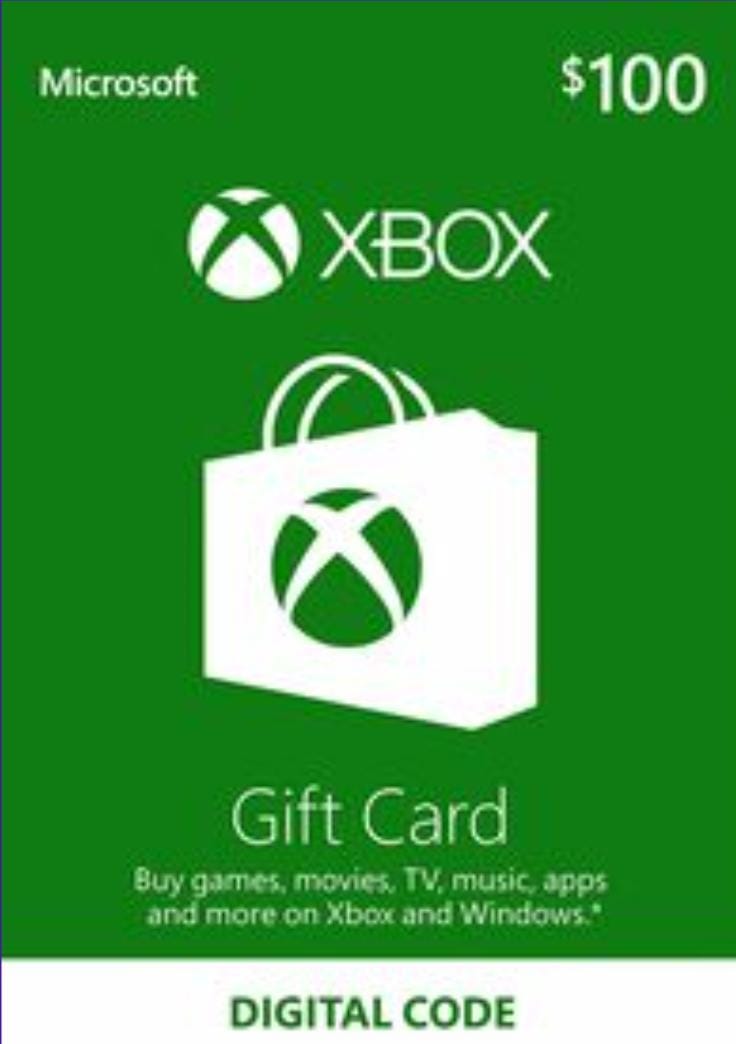 Microsoft
$100
XBOX
Gift Card
Buy games, movies, TV, music, apps
and more on Xbox and Windows.*
DIGITAL CODE